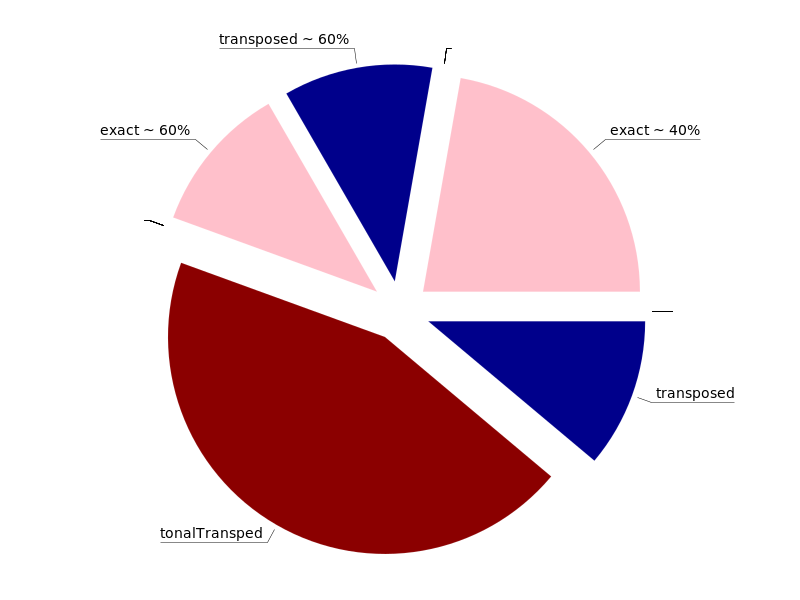 transposed ~ 60%
exact ~ 60%
exact ~ 40%
transposed
tonalTransped